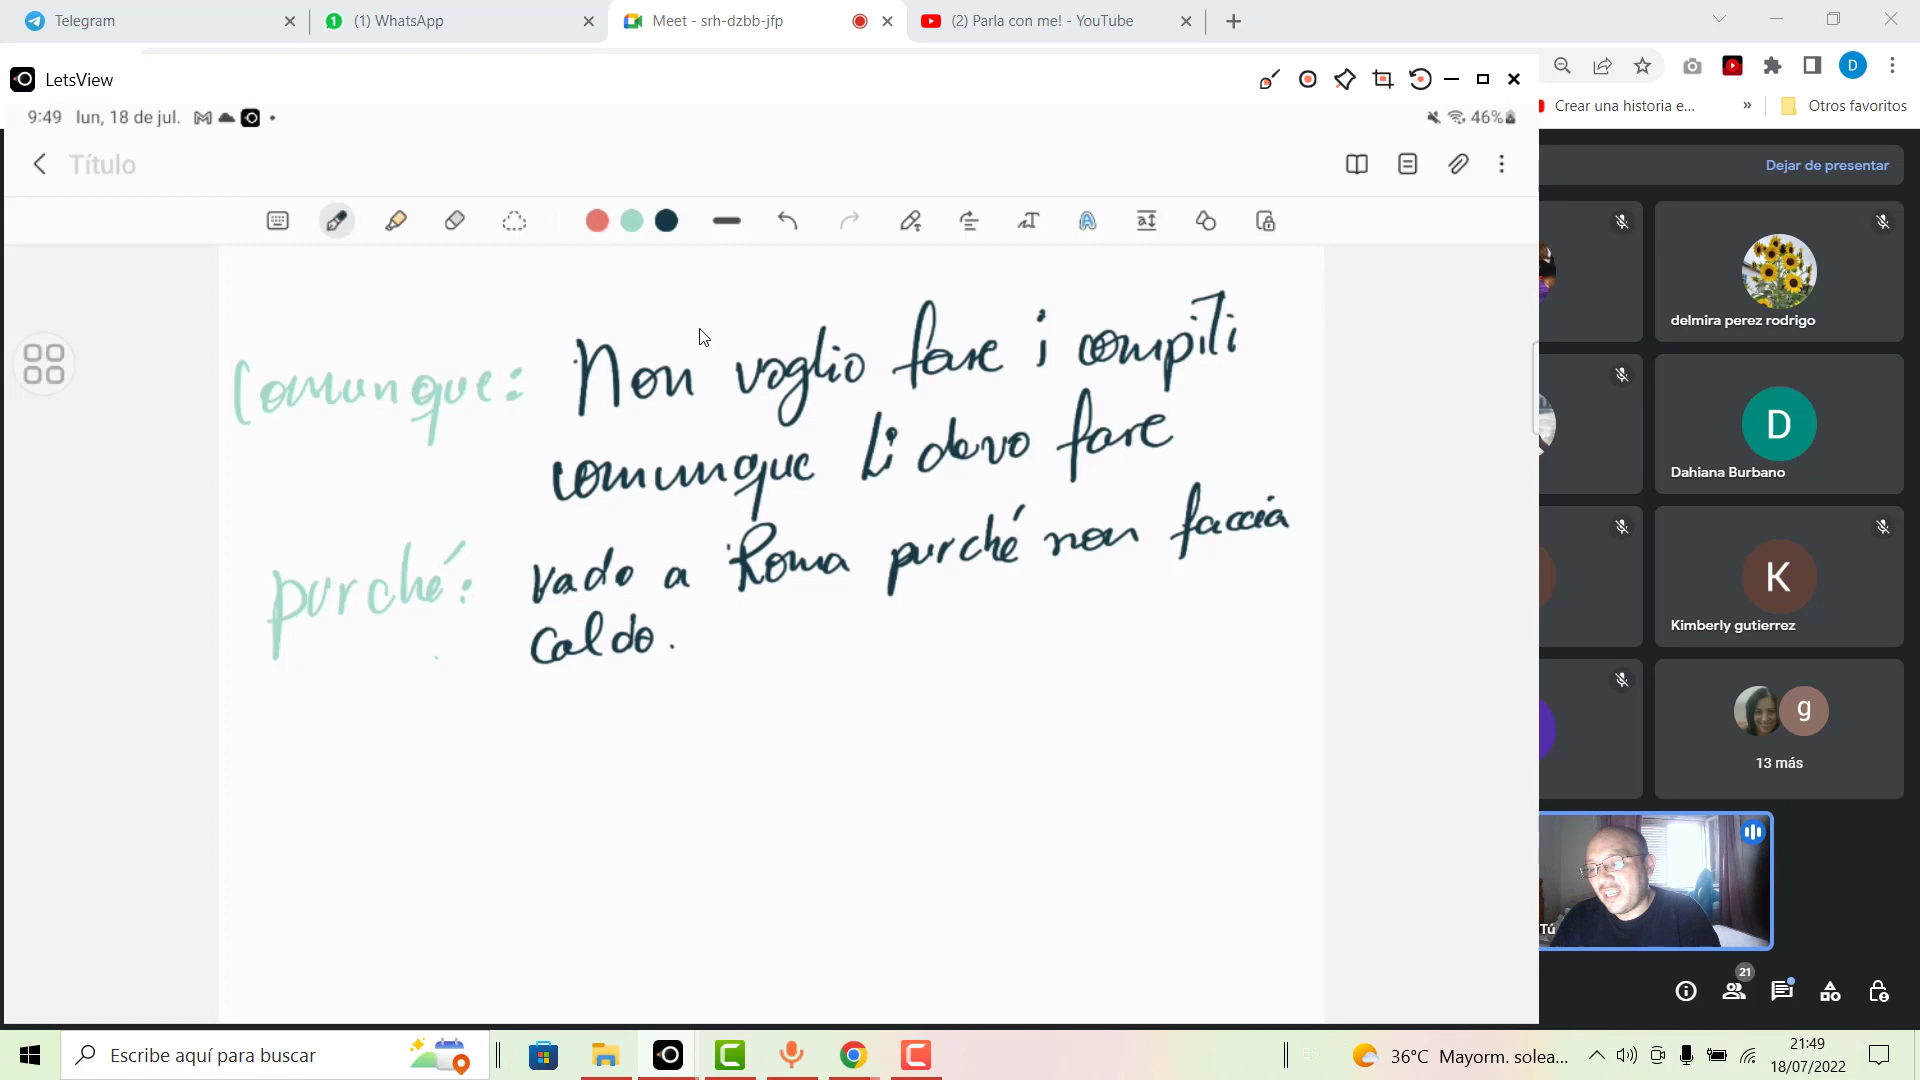 Telegram
(1) WhatsApp
Meet - srh-dzbb-jfp
(2) Parla con me! - YouTube
LetsView
D
Crear una historia e...
»
Otros favoritos
9:49 lun, 18 de jul.
46%
Título
Dejar de presentar
Comunque: Non voglio fare i compiti
comunque li devo fare
purché: Vado a Roma purché non faccia
caldo.
delmira perez rodrigo
D
Dahiana Burbano
K
Kimberly gutierrez
g
13 más
Tú
21
Escribe aquí para buscar
36°C Mayorm. solea...
21:49
18/07/2022